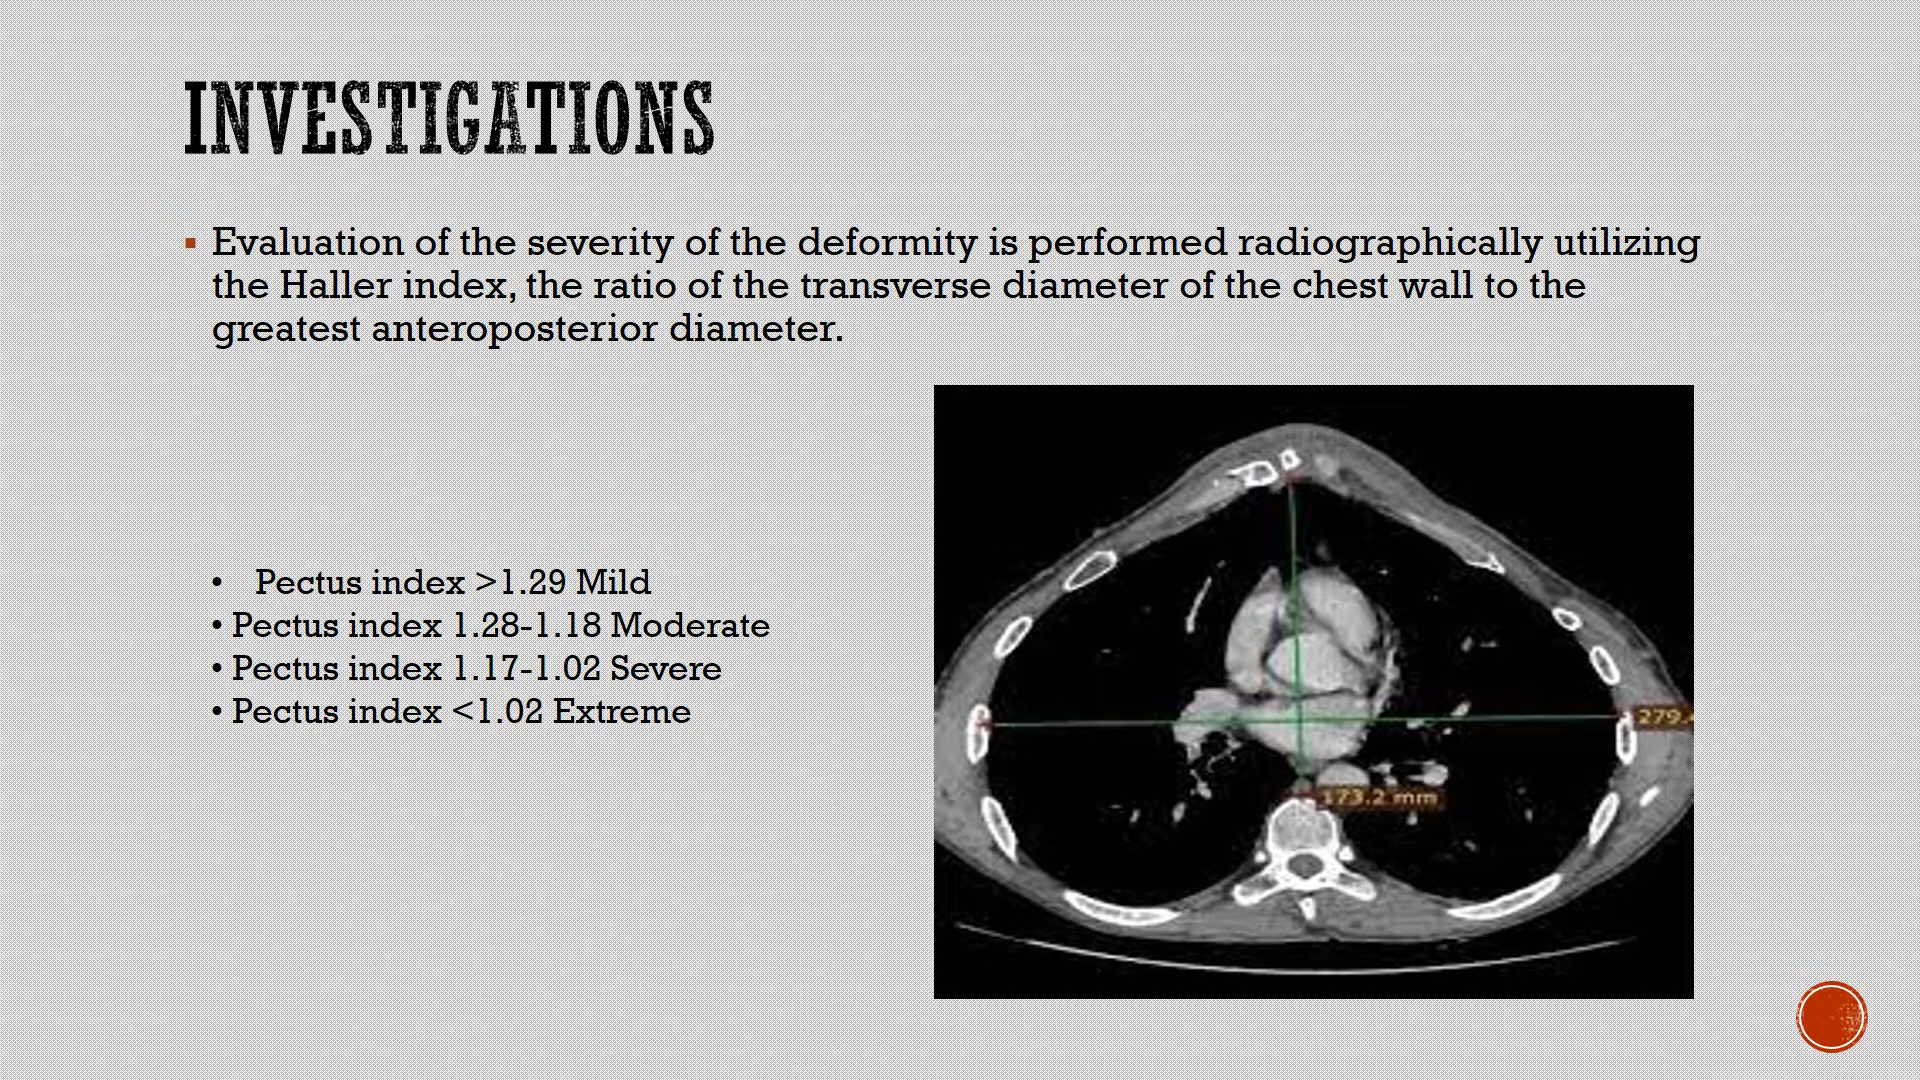 INVESTIGATIONS
▪ Evaluation of the severity of the deformity is performed radiographically utilizing
the Haller index, the ratio of the transverse diameter of the chest wall to the
greatest anteroposterior diameter.
• Pectus index >1.29 Mild
• Pectus index 1.28-1.18 Moderate
• Pectus index 1.17-1.02 Severe
• Pectus index <1.02 Extreme
279.
173.2 mm